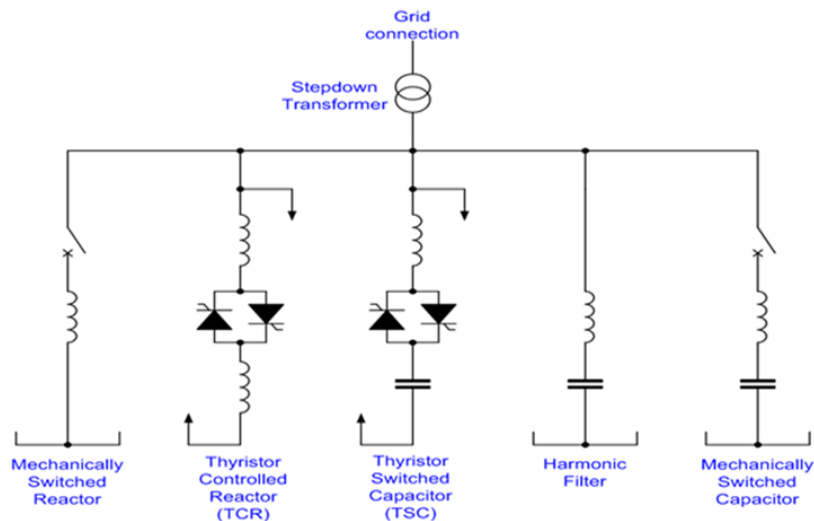 Grid
connection
Stepdown
Transformer
Mechanically
Switched
Reactor
Thyristor
Controlled
Reactor
(TCR)
Thyristor
Switched
Capacitor
(TSC)
Harmonic
Filter
Mechanically
Switched
Capacitor